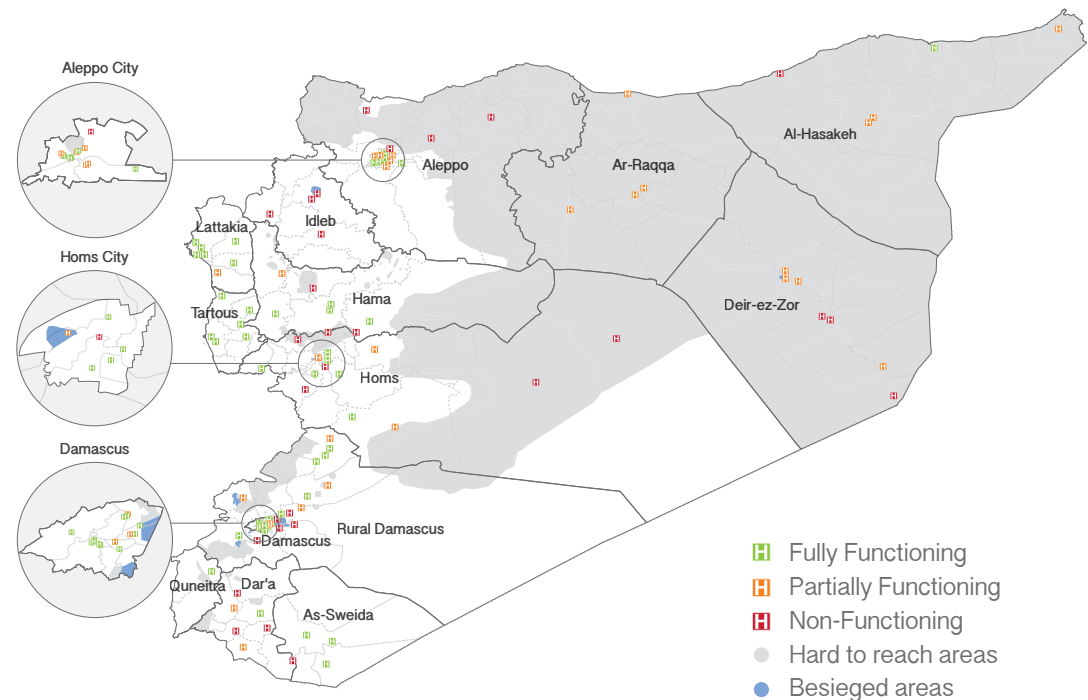 Aleppo City
Al-Hasakeh
Aleppo
Ar-Raqqa
Idleb
Lattakia
Homs City
Hama
Deir-ez-Zor
Tartous
Homs
Damascus
Rural Damascus
Damascus
Quneitra
Dar'a
As-Sweida
H Fully Functioning
H Partially Functioning
H Non-Functioning
Hard to reach areas
Besieged areas